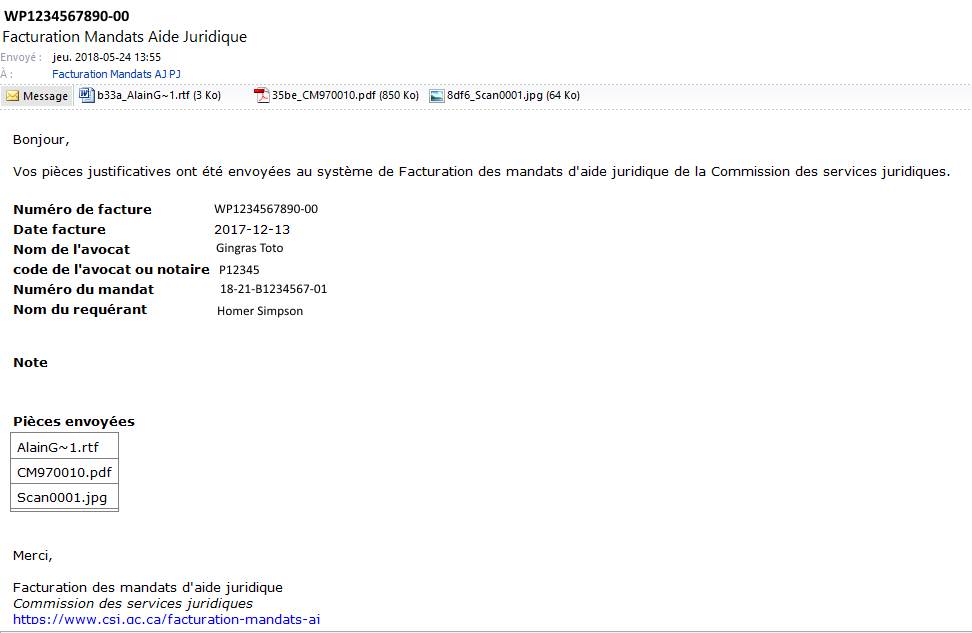 WP1234567890-00
Facturation Mandats Aide Juridique
Envoyé : jeu. 2018-05-24 13:55
À : Facturation Mandats AJ PJ
Message b33a_AlainG~1.rtf (3 Ko) 35be_CM970010.pdf (850 Ko) 8df6_Scan0001.jpg (64 Ko)
Bonjour,
Vos pièces justificatives ont été envoyées au système de Facturation des mandats d'aide juridique de la Commission des services juridiques.
Numéro de facture WP1234567890-00
Date facture 2017-12-13
Nom de l'avocat Gingras Toto
code de l'avocat ou notaire P12345
Numéro du mandat 18-21-B1234567-01
Nom du requérant Homer Simpson
Note
Pièces envoyées
AlainG~1.rtf
CM970010.pdf
Scan0001.jpg
Merci,
Facturation des mandats d'aide juridique
Commission des services juridiques
https://www.csj.qc.ca/facturation-mandats-aj